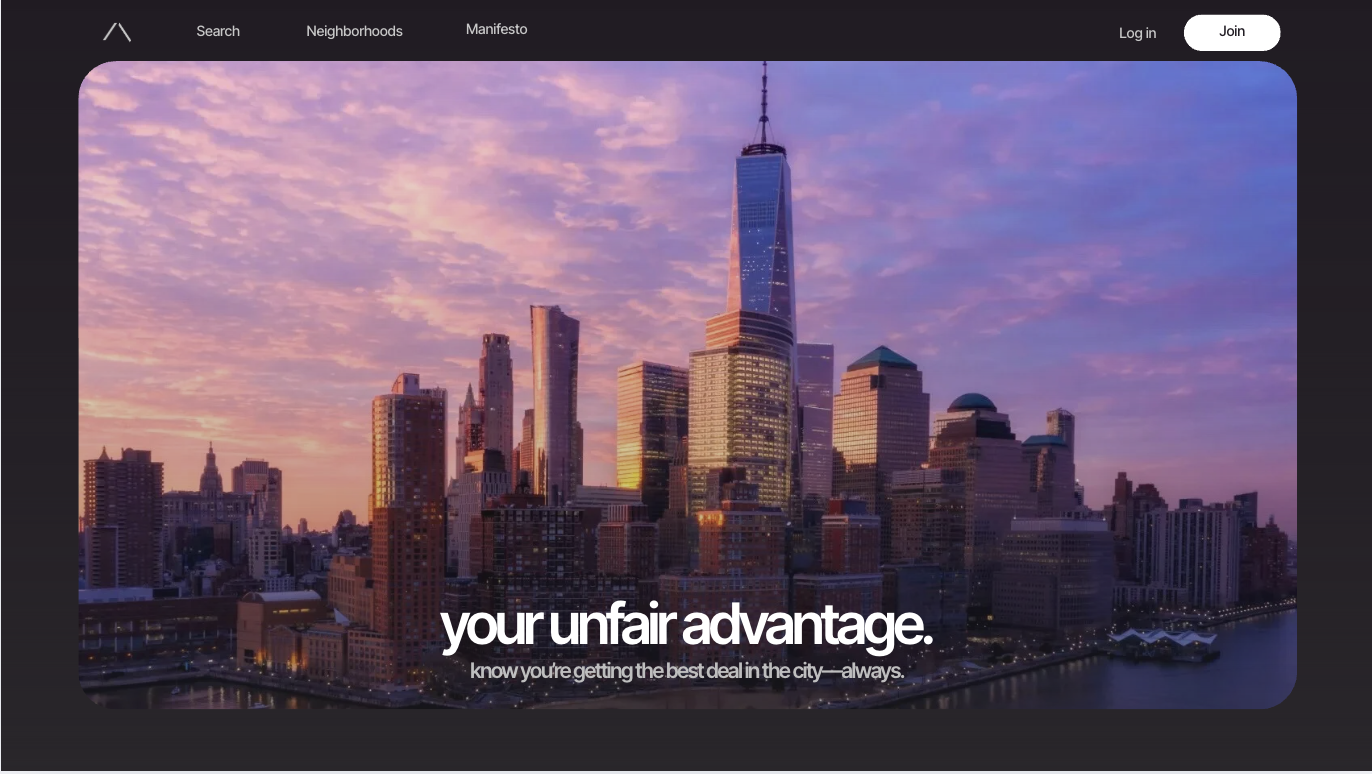 Search
Neighborhoods
Manifesto
Log in
Join
your unfair advantage.
know you're getting the best deal in the city—always.